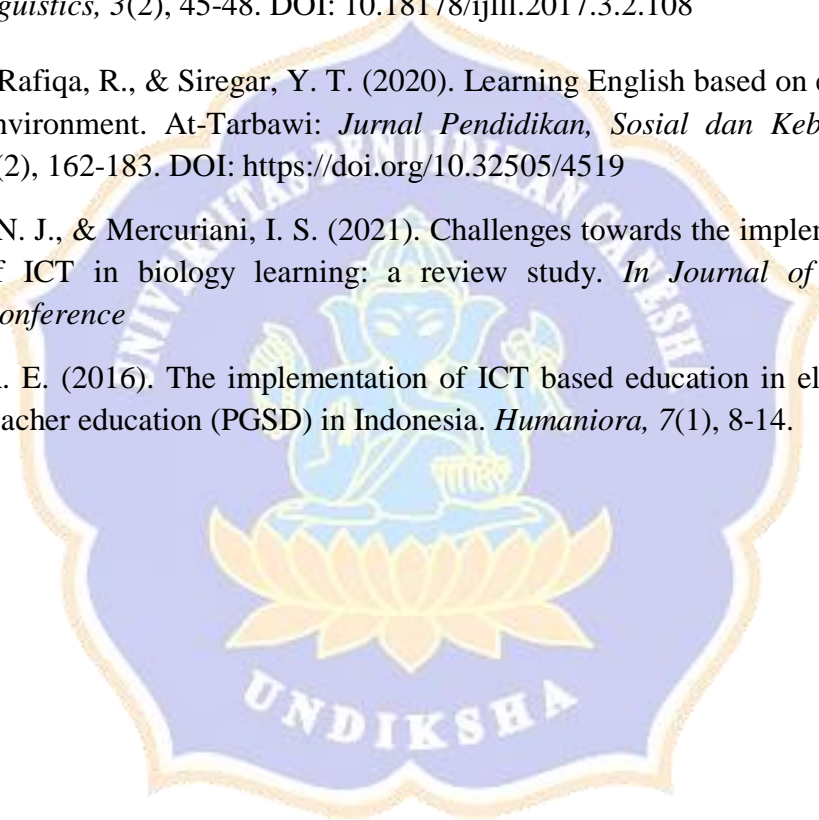 guistics, 3(2), 45-48. DOI: 10.18178/ijlll.2017.3.2.108
Rafiqa, R., & Siregar, Y. T. (2020). Learning English based on
nvironment. At-Tarbawi: Jurnal Pendidikan, Sosial dan Keb
(2), 162-183. DOI: https://doi.org/10.32505/4519
N. J., & Mercuriani, I. S. (2021). Challenges towards the implem
f ICT in biology learning: a review study. In Journal of
onference
. E. (2016). The implementation of ICT based education in el
acher education (PGSD) in Indonesia. Humaniora, 7(1), 8-14.
UNIVERSITAS PENDIDIKAN GANESHA
UNDIKSHA